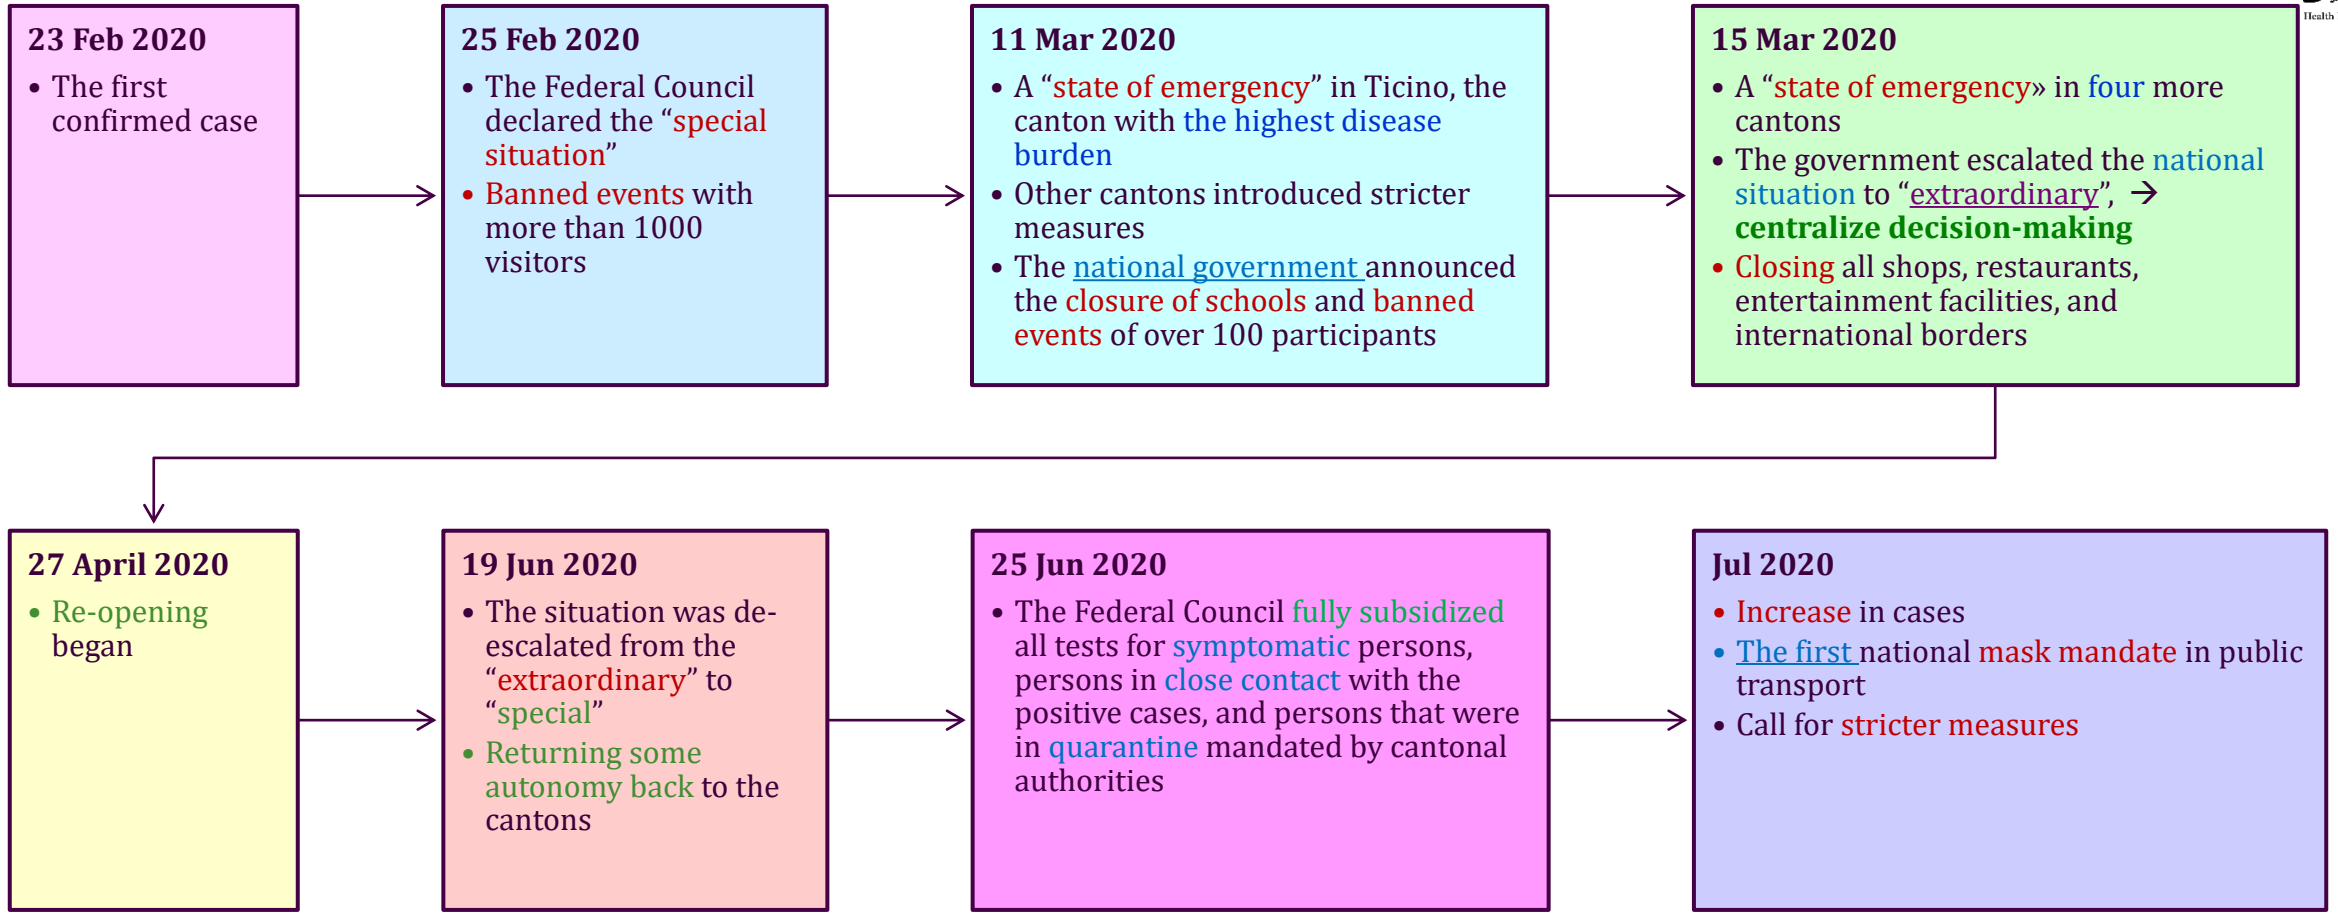 Health
23 Feb 2020
• The first
confirmed case
25 Feb 2020
• The Federal Council
declared the “special
situation”
• Banned events with
more than 1000
visitors
11 Mar 2020
• A “state of emergency” in Ticino, the
canton with the highest disease
burden
• Other cantons introduced stricter
measures
• The national government announced
the closure of schools and banned
events of over 100 participants
15 Mar 2020
• A “state of emergency» in four more
cantons
• The government escalated the national
situation to “extraordinary”, →
centralize decision-making
• Closing all shops, restaurants,
entertainment facilities, and
international borders
27 April 2020
• Re-opening
began
19 Jun 2020
• The situation was de-
escalated from the
“extraordinary” to
“special”
• Returning some
autonomy back to the
cantons
25 Jun 2020
• The Federal Council fully subsidized
all tests for symptomatic persons,
persons in close contact with the
positive cases, and persons that were
in quarantine mandated by cantonal
authorities
Jul 2020
• Increase in cases
• The first national mask mandate in public
transport
• Call for stricter measures